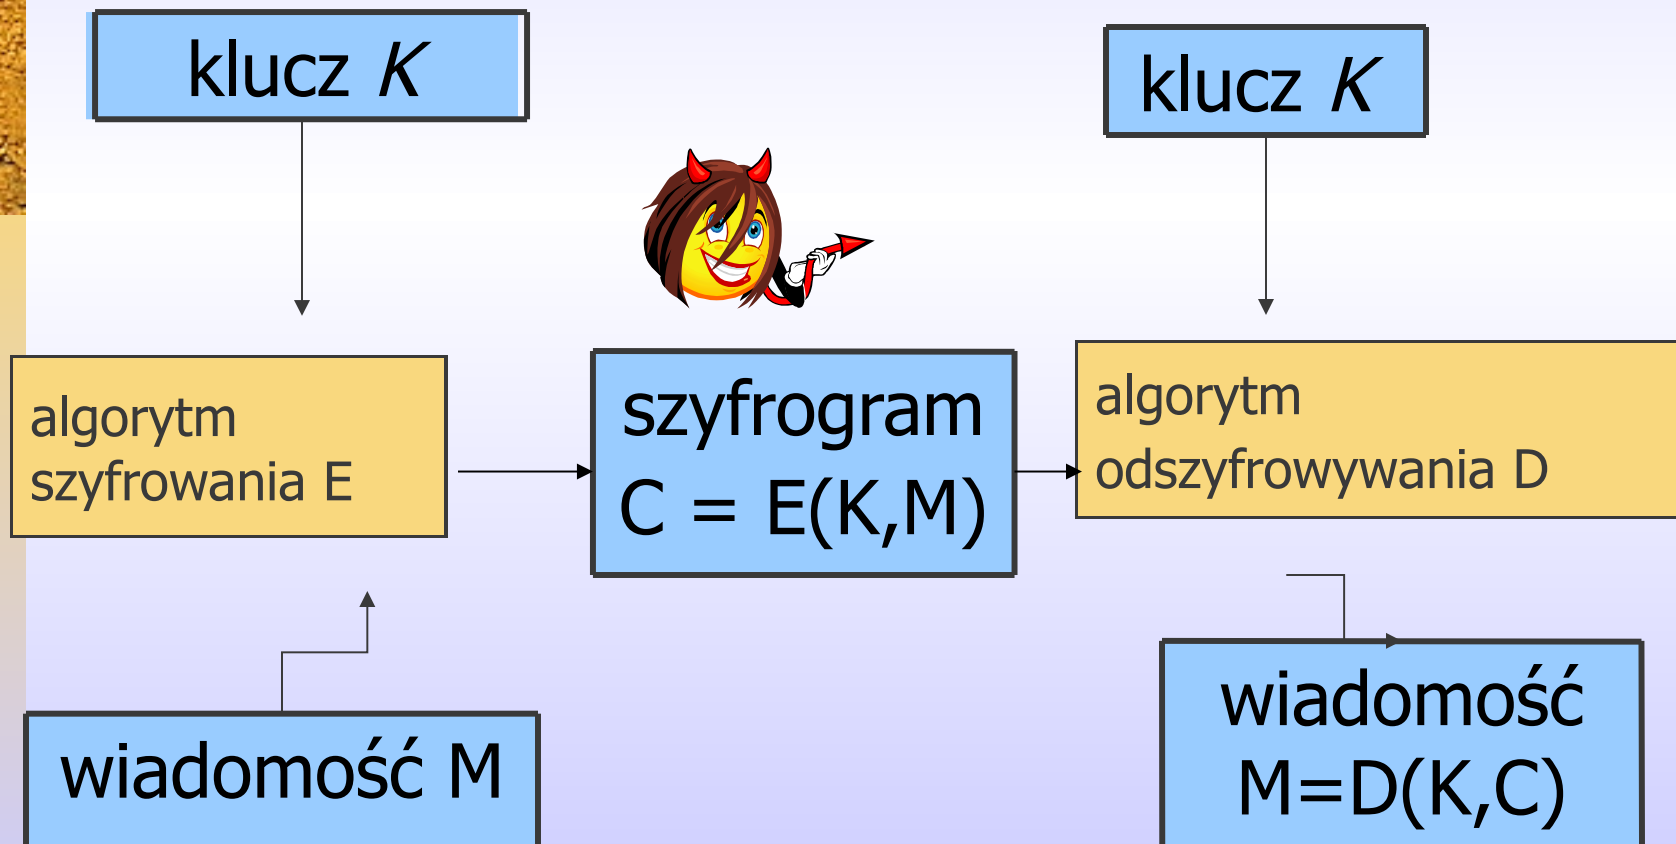 klucz K
klucz K
algorytm
szyfrowania E
szyfrogram
C = E(K,M)
algorytm
odszyfrowywania D
wiadomość M
wiadomość
M=D(K,C)